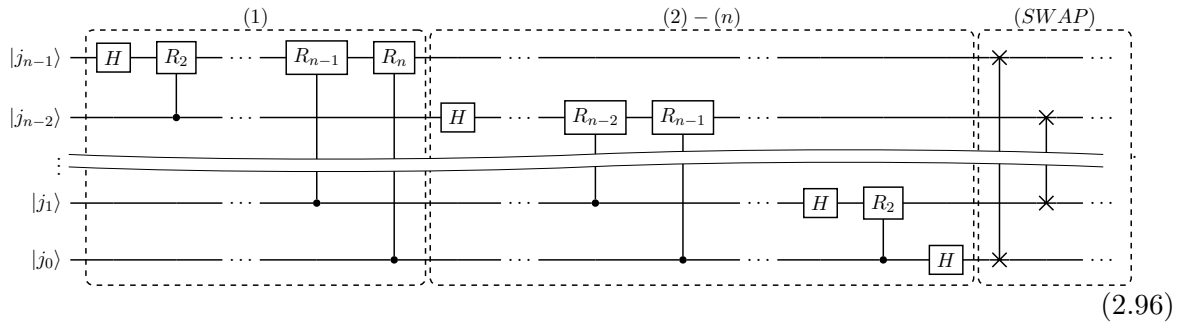 (1) (2) − (n) (SWAP)
|j_{n−1}⟩ H R_2 ··· R_{n−1} R_n ··· ···
|j_{n−2}⟩ ··· H ··· R_{n−2} R_{n−1} ··· ···
⋮ .
|j_1⟩ ··· ··· ··· H R_2 ···
|j_0⟩ ··· ··· ··· H ···
(2.96)